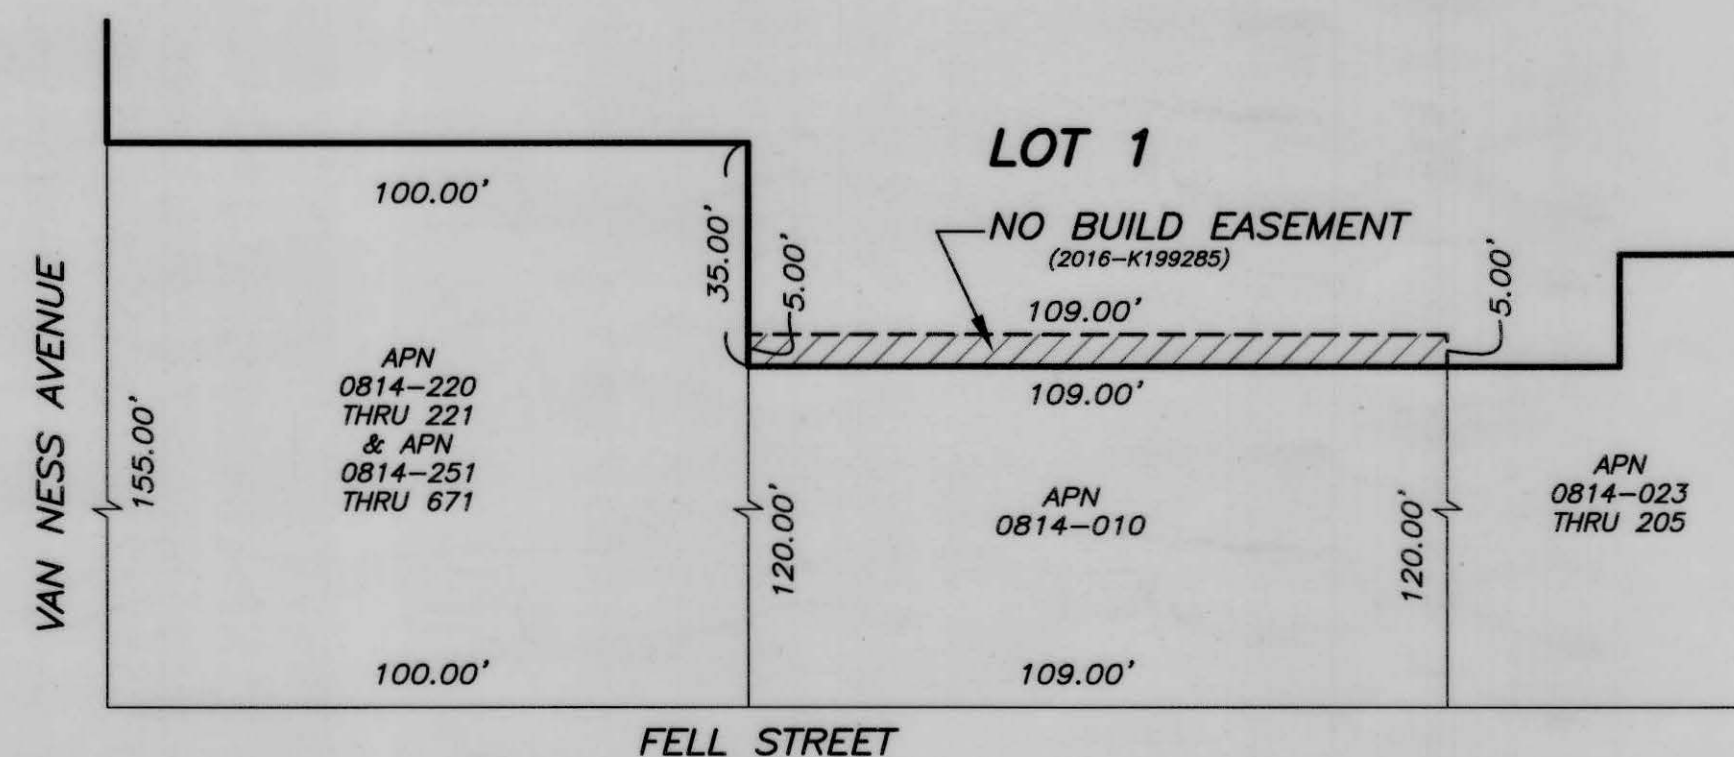 LOT 1
NO BUILD EASEMENT
(2016-K199285)
100.00'
35.00'
5.00'
109.00'
5.00'
109.00'
VAN NESS AVENUE
155.00'
APN
0814-220
THRU 221
& APN
0814-251
THRU 671
120.00'
APN
0814-010
120.00'
APN
0814-023
THRU 205
100.00'
109.00'
FELL STREET